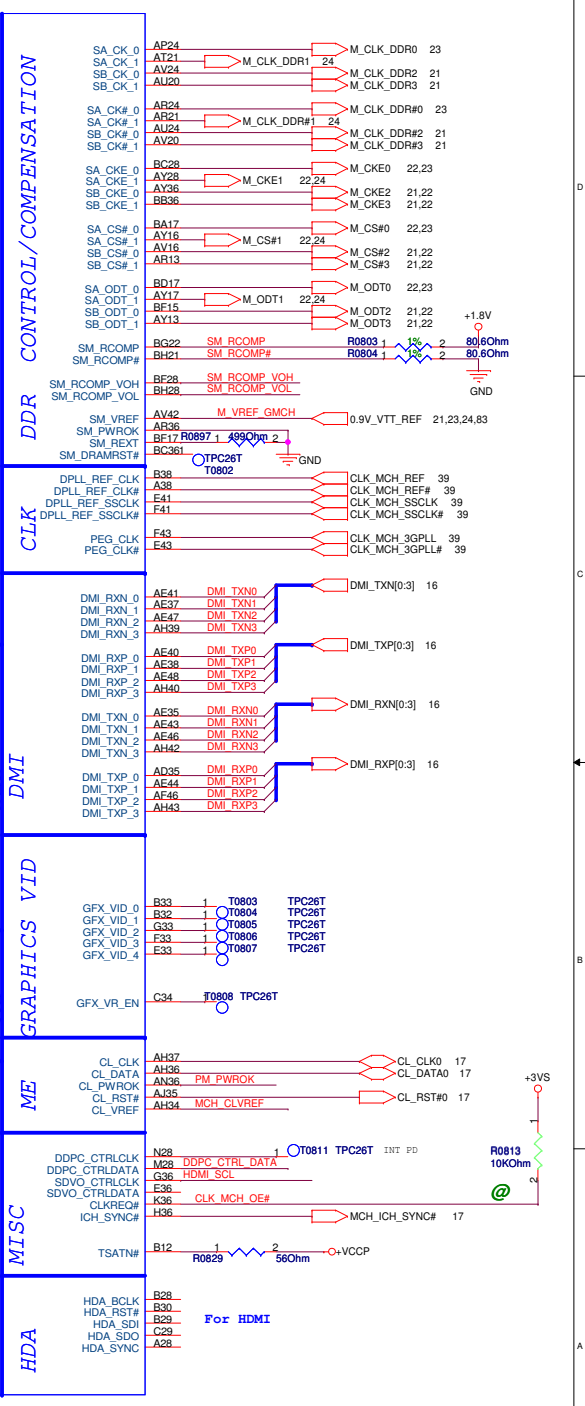 DDR CONTROL/COMPENSATION
SA_CK_0 AP24 M_CLK_DDR0 23
SA_CK_1 AT21 M_CLK_DDR1 24
SB_CK_0 AV24 M_CLK_DDR2 21
SB_CK_1 AU20 M_CLK_DDR3 21
SA_CK#_0 AR24 M_CLK_DDR#0 23
SA_CK#_1 AR21 M_CLK_DDR#1 24
SB_CK#_0 AU24 M_CLK_DDR#2 21
SB_CK#_1 AV20 M_CLK_DDR#3 21
SA_CKE_0 BC28 M_CKE0 22,23
SA_CKE_1 AY28 M_CKE1 22,24
SB_CKE_0 AY36 M_CKE2 21,22
SB_CKE_1 BB36 M_CKE3 21,22
D
SA_CS#_0 BA17 M_CS#0 22,23
SA_CS#_1 AY16 M_CS#1 22,24
SB_CS#_0 AV16 M_CS#2 21,22
SB_CS#_1 AR13 M_CS#3 21,22
SA_ODT_0 BD17 M_ODT0 22,23
SA_ODT_1 AY17 M_ODT1 22,24
SB_ODT_0 BF15 M_ODT2 21,22
SB_ODT_1 AY13 M_ODT3 21,22
+1.8V
SM_RCOMP BG22 SM_RCOMP R0803 1 1% 2 80.6Ohm
SM_RCOMP# BH21 SM_RCOMP# R0804 1 1% 2 80.6Ohm
GND
SM_RCOMP_VOH BF28 SM_RCOMP_VOH
SM_RCOMP_VOL BH28 SM_RCOMP_VOL
SM_VREF AV42 M_VREF_GMCH 0.9V_VTT_REF 21,23,24,83
SM_PWROK AR36
SM_REXT BF17 R0897 1 499Ohm 2
SM_DRAMRST# BC36 1 TPC26T
T0802
GND
CLK
DPLL_REF_CLK B38 CLK_MCH_REF 39
DPLL_REF_CLK# A38 CLK_MCH_REF# 39
DPLL_REF_SSCLK E41 CLK_MCH_SSCLK 39
DPLL_REF_SSCLK# F41 CLK_MCH_SSCLK# 39
PEG_CLK F43 CLK_MCH_3GPLL 39
PEG_CLK# E43 CLK_MCH_3GPLL# 39
C
DMI
DMI_TXN[0:3] 16
DMI_RXN_0 AE41 DMI_TXN0
DMI_RXN_1 AE37 DMI_TXN1
DMI_RXN_2 AE47 DMI_TXN2
DMI_RXN_3 AH39 DMI_TXN3
DMI_TXP[0:3] 16
DMI_RXP_0 AE40 DMI_TXP0
DMI_RXP_1 AE38 DMI_TXP1
DMI_RXP_2 AE48 DMI_TXP2
DMI_RXP_3 AH40 DMI_TXP3
DMI_RXN[0:3] 16
DMI_TXN_0 AE35 DMI_RXN0
DMI_TXN_1 AE43 DMI_RXN1
DMI_TXN_2 AE46 DMI_RXN2
DMI_TXN_3 AH42 DMI_RXN3
DMI_RXP[0:3] 16
DMI_TXP_0 AD35 DMI_RXP0
DMI_TXP_1 AE44 DMI_RXP1
DMI_TXP_2 AF46 DMI_RXP2
DMI_TXP_3 AH43 DMI_RXP3
GRAPHICS VID
GFX_VID_0 B33 1 T0803 TPC26T
GFX_VID_1 B32 1 T0804 TPC26T
GFX_VID_2 G33 1 T0805 TPC26T
GFX_VID_3 F33 1 T0806 TPC26T
GFX_VID_4 E33 1 T0807 TPC26T
B
GFX_VR_EN C34 1 T0808 TPC26T
ME
CL_CLK AH37 CL_CLK0 17
CL_DATA AH36 CL_DATA0 17
CL_PWROK AN36 PM_PWROK
CL_RST# AJ35 CL_RST#0 17
CL_VREF AH34 MCH_CLVREF
+3VS
1
R0813
10KOhm
2
@
MISC
DDPC_CTRLCLK N28 1 T0811 TPC26T INT PD
DDPC_CTRLDATA M28 DDPC_CTRL_DATA
SDVO_CTRLCLK G36 HDMI_SCL
SDVO_CTRLDATA E36
CLKREQ# K36 CLK_MCH_OE#
ICH_SYNC# H36 MCH_ICH_SYNC# 17
TSATN# B12 1 R0829 2 56Ohm +VCCP
HDA
HDA_BCLK B28
HDA_RST# B30
HDA_SDI B29
HDA_SDO C29
HDA_SYNC A28
For HDMI
A